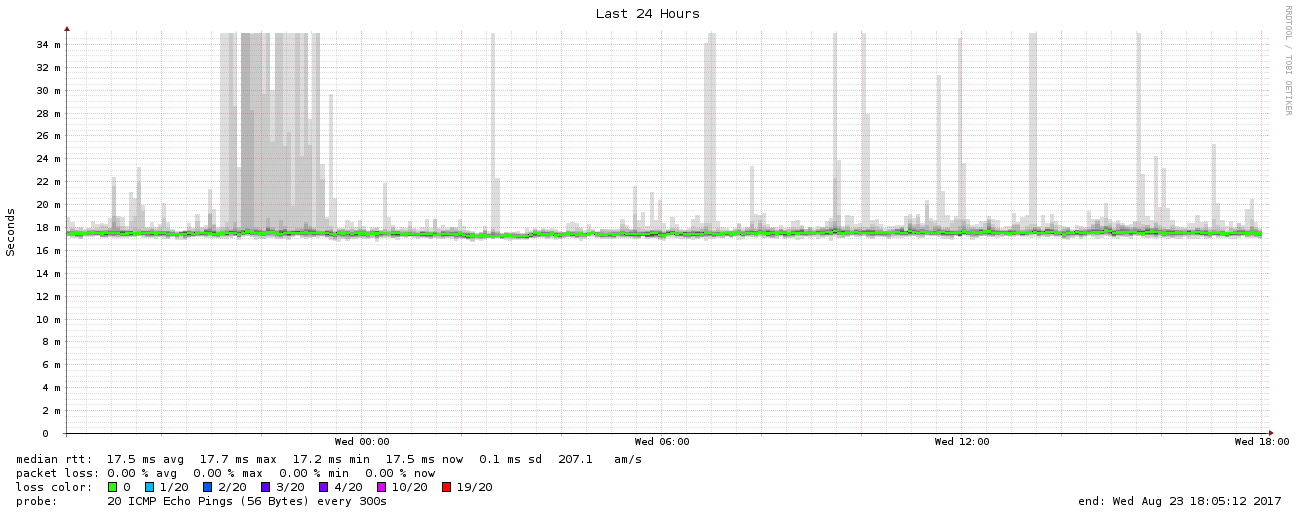 Last 24 Hours
RRDTOOL / TOBI OETIKER
Seconds
34 m
32 m
30 m
28 m
26 m
24 m
22 m
20 m
18 m
16 m
14 m
12 m
10 m
8 m
6 m
4 m
2 m
0
Wed 00:00 Wed 06:00 Wed 12:00 Wed 18:00
median rtt: 17.5 ms avg 17.7 ms max 17.2 ms min 17.5 ms now 0.1 ms sd 207.1 am/s
packet loss: 0.00 % avg 0.00 % max 0.00 % min 0.00 % now
loss color: 0 1/20 2/20 3/20 4/20 10/20 19/20
probe: 20 ICMP Echo Pings (56 Bytes) every 300s end: Wed Aug 23 18:05:12 2017